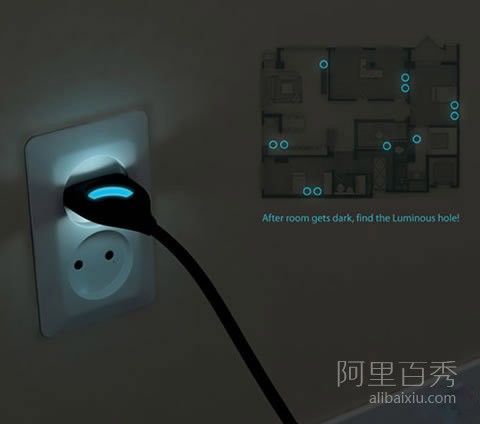 After room gets dark, find the Luminous hole!
阿里百秀
alibaixiu.com